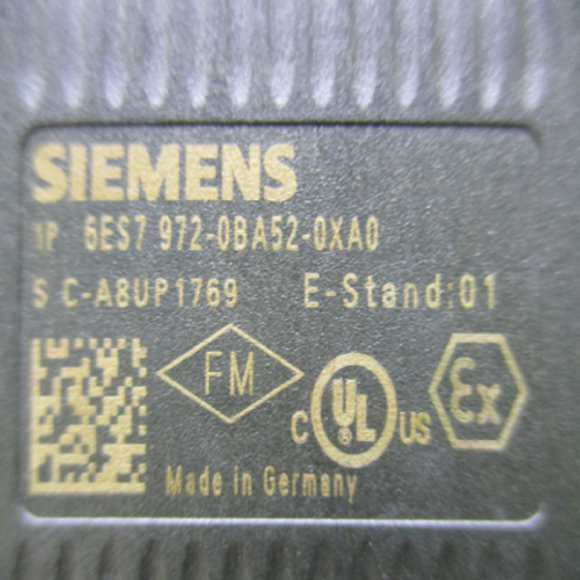 SIEMENS
1P 6ES7 972-0BA52-0XA0
S C-A8UP1769 E-Stand:01
FM
C UL ® US
Ex
Made in Germany